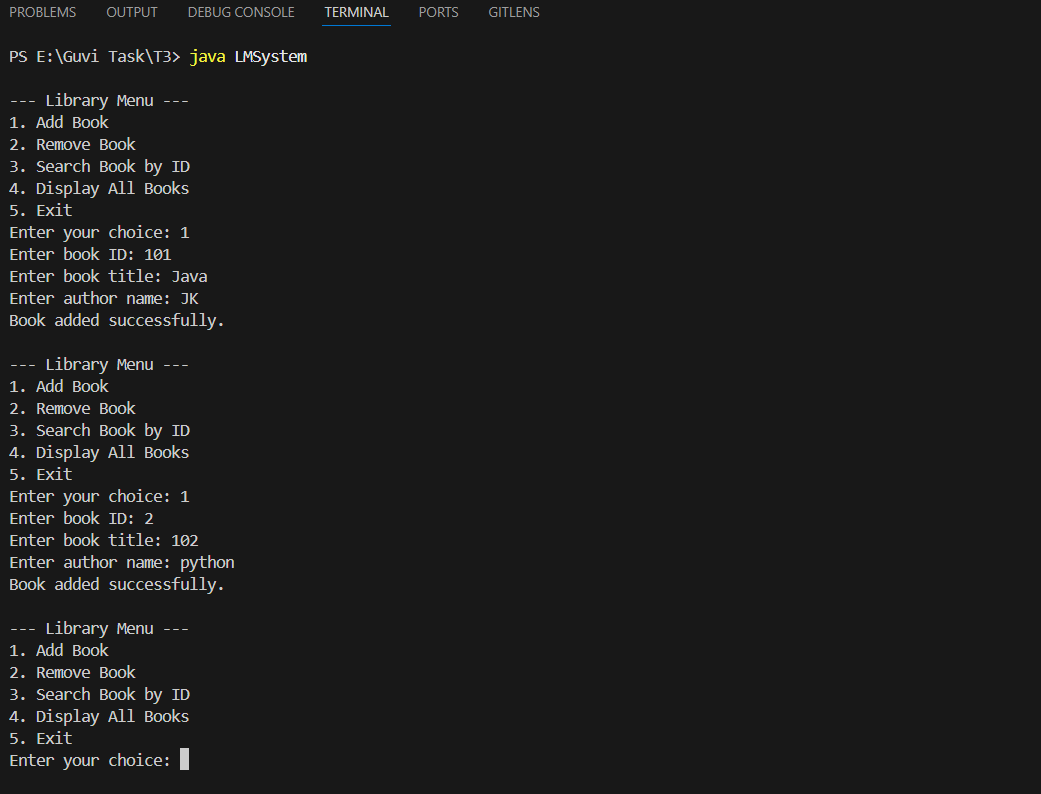 PROBLEMS OUTPUT DEBUG CONSOLE TERMINAL PORTS GITLENS
PS E:\Guvi Task\T3> java LMSystem
--- Library Menu ---
1. Add Book
2. Remove Book
3. Search Book by ID
4. Display All Books
5. Exit
Enter your choice: 1
Enter book ID: 101
Enter book title: Java
Enter author name: JK
Book added successfully.
--- Library Menu ---
1. Add Book
2. Remove Book
3. Search Book by ID
4. Display All Books
5. Exit
Enter your choice: 1
Enter book ID: 2
Enter book title: 102
Enter author name: python
Book added successfully.
--- Library Menu ---
1. Add Book
2. Remove Book
3. Search Book by ID
4. Display All Books
5. Exit
Enter your choice: